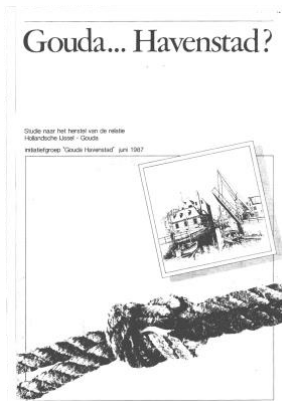 Gouda... Havenstad?
Studie naar het herstel van de relatie
Hollandsche IJssel - Gouda
initiatiefgroep "Gouda Havenstad" juni 1987